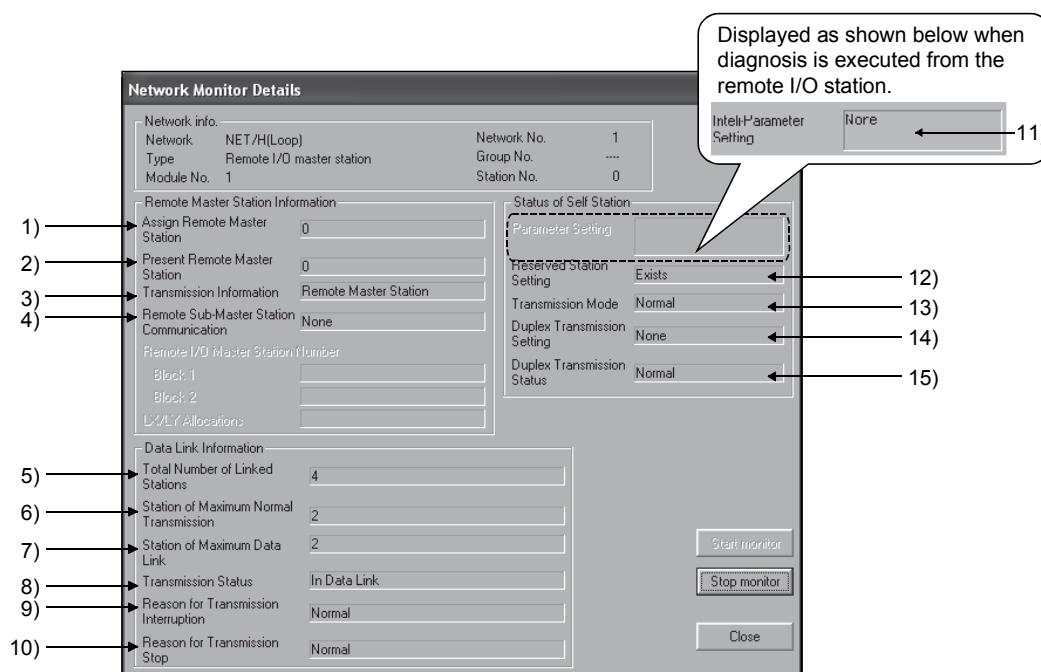 Displayed as shown below when
diagnosis is executed from the
remote I/O station.
Inteli-Parameter
Setting
None
11)
Network Monitor Details
Network info.
Network NET/H(Loop) Network No. 1
Type Remote I/O master station Group No. ----
Module No. 1 Station No. 0
Remote Master Station Information
1) Assign Remote Master
Station
0
2) Present Remote Master
Station
0
3) Transmission Information Remote Master Station
4) Remote Sub-Master Station
Communication
None
Remote I/O Master Station Number
Block 1
Block 2
LX/LY Allocations
Status of Self Station
Parameter Setting
Reserved Station
Setting
Exists 12)
Transmission Mode Normal 13)
Duplex Transmission
Setting
None 14)
Duplex Transmission
Status
Normal 15)
Data Link Information
5) Total Number of Linked
Stations
4
6) Station of Maximum Normal
Transmission
2
7) Station of Maximum Data
Link
2
8) Transmission Status In Data Link
9) Reason for Transmission
Interruption
Normal
10) Reason for Transmission
Stop
Normal
Start monitor
Stop monitor
Close